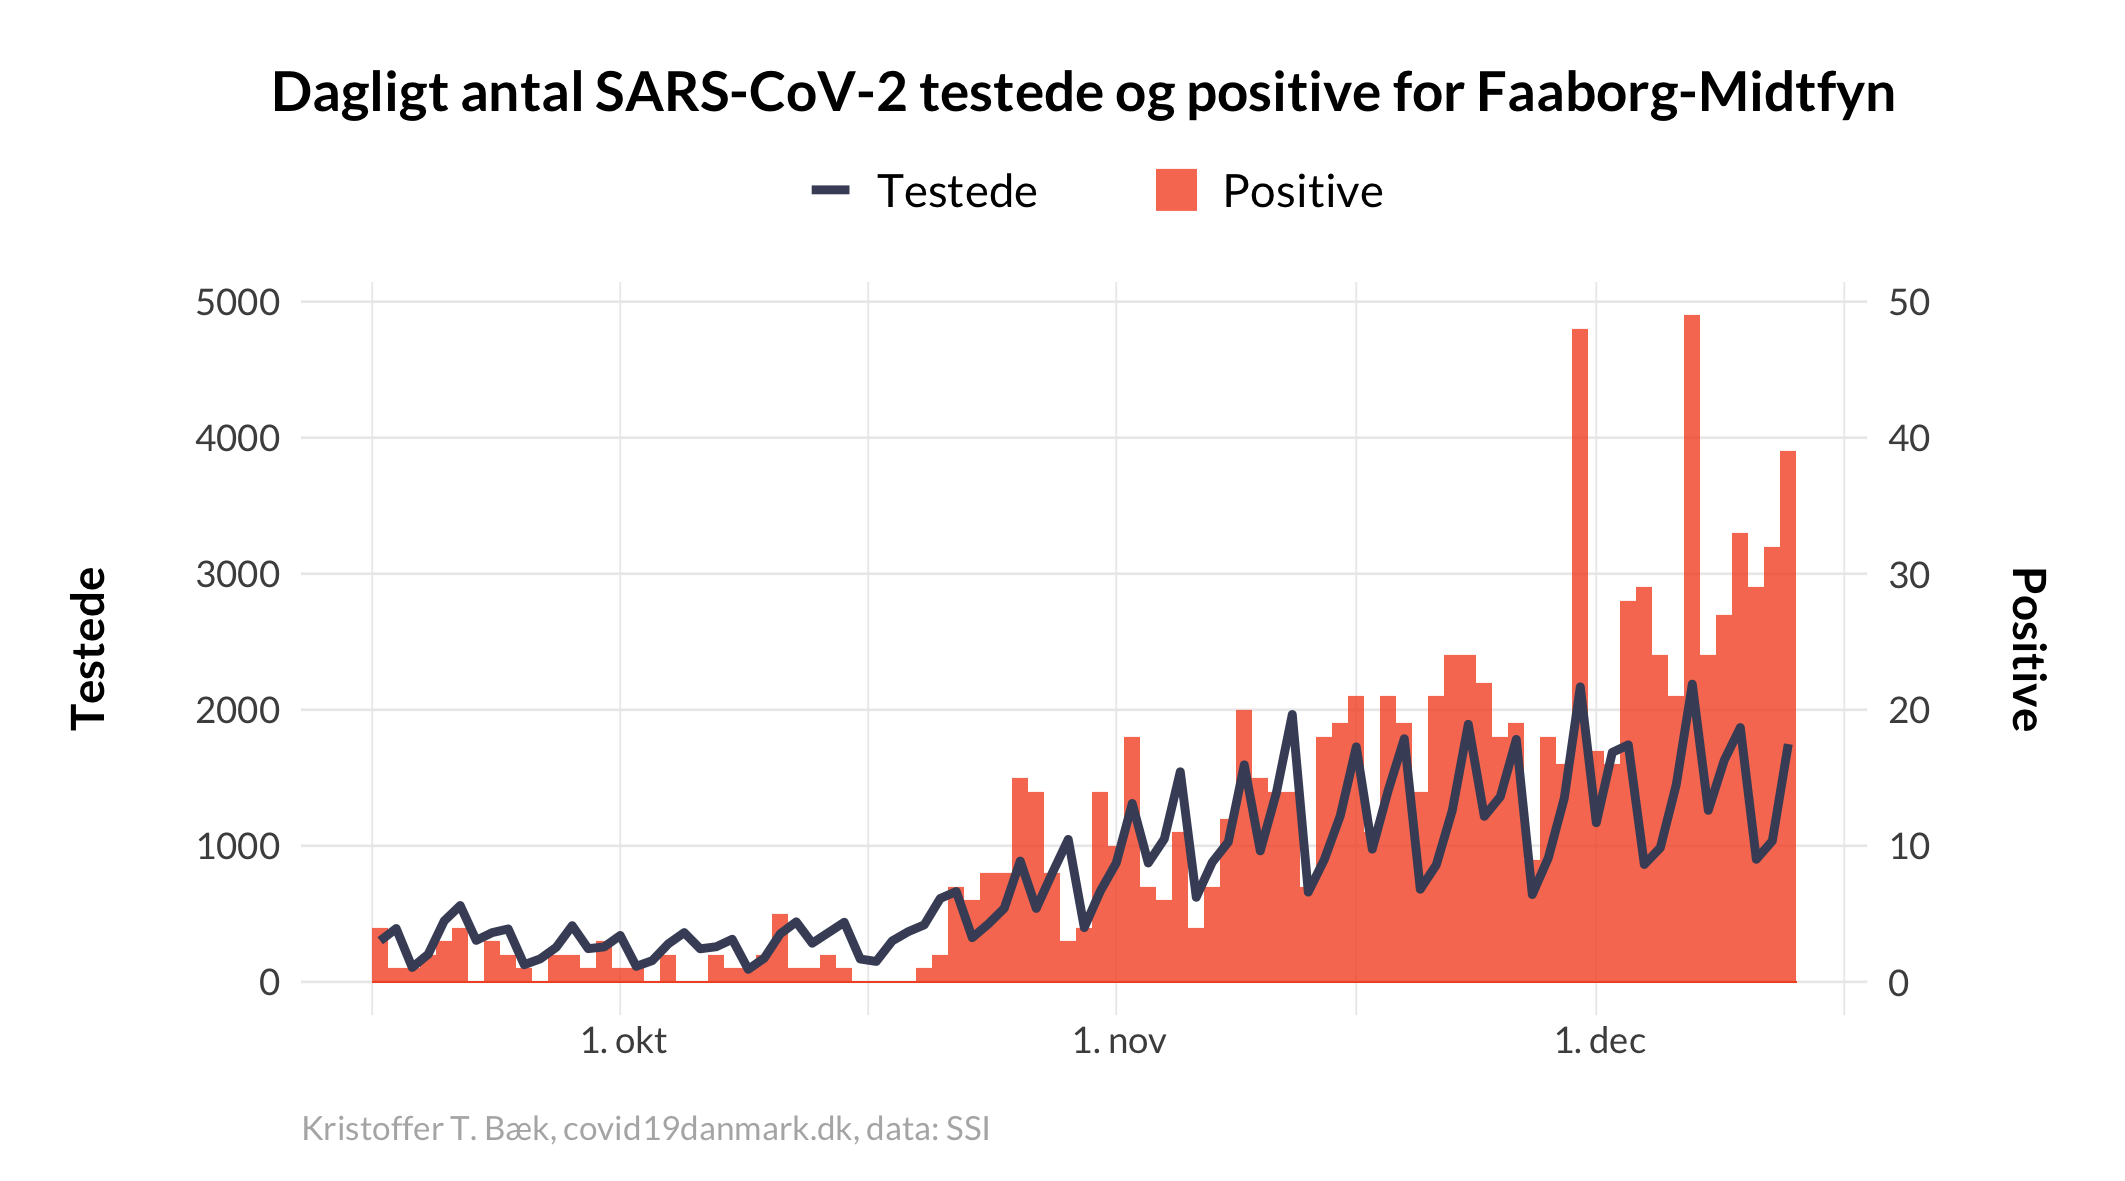 Dagligt antal SARS-CoV-2 testede og positive for Faaborg-Midtfyn
Testede Positive
5000 50
4000 40
3000 30
2000 20
1000 10
0 0
Testede
Positive
1. okt 1. nov 1. dec
Kristoffer T. Bæk, covid19danmark.dk, data: SSI